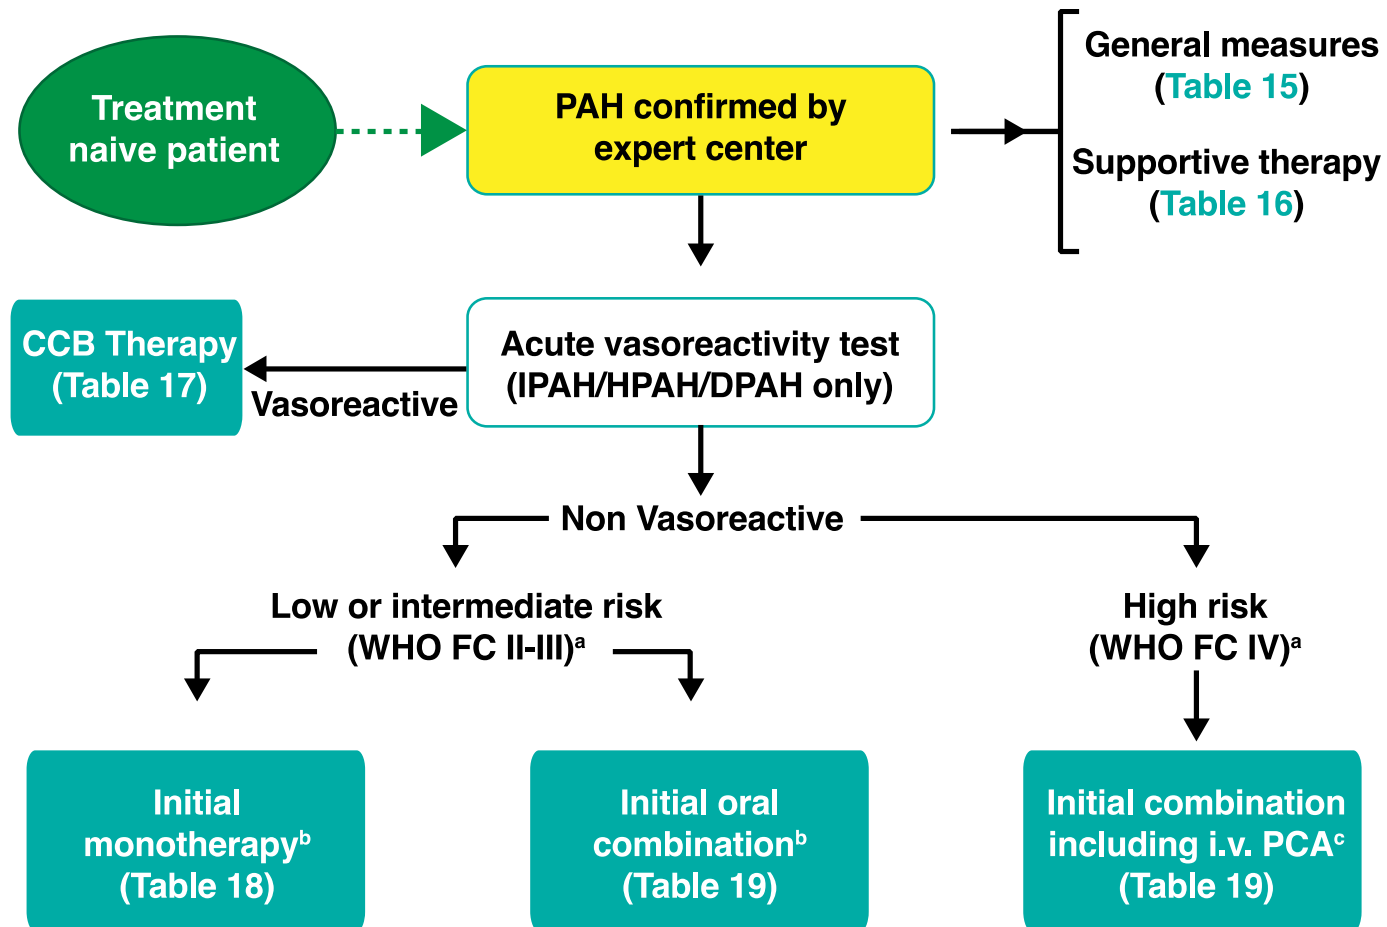 Treatment
naive patient
PAH confirmed by
expert center
General measures
(Table 15)
Supportive therapy
(Table 16)
CCB Therapy
(Table 17)
Vasoreactive
Acute vasoreactivity test
(IPAH/HPAH/DPAH only)
Non Vasoreactive
Low or intermediate risk
(WHO FC II-III)ᵃ
High risk
(WHO FC IV)ᵃ
Initial
monotherapyᵇ
(Table 18)
Initial oral
combinationᵇ
(Table 19)
Initial combination
including i.v. PCAᶜ
(Table 19)